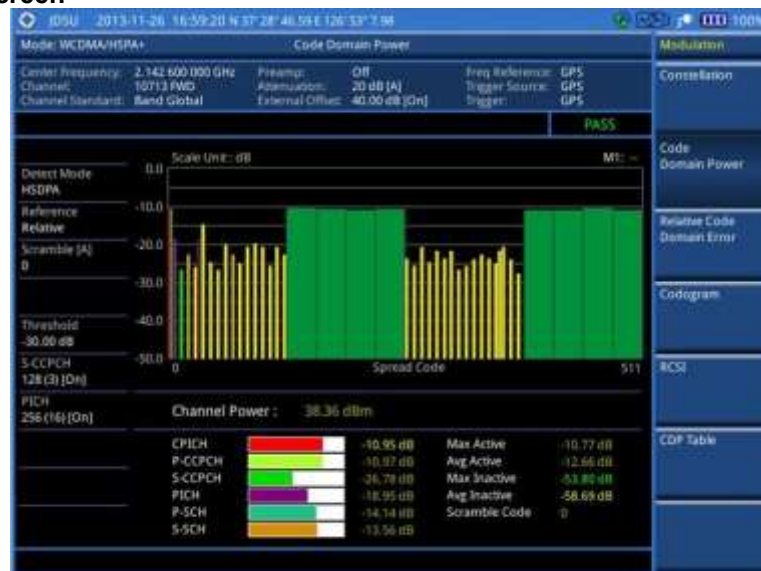 creen
JDSU 2013-11-26 16:59:20 N 37° 28' 46.59 E 126° 53' 7.98 100%
Mode: WCDMA/HSPA+ Code Domain Power
Modulation
Center Frequency: 2.142 600 000 GHz Preamp: Off Freq Reference: GPS
Channel: 10713 FWD Attenuation: 20 dB [A] Trigger Source: GPS
Channel Standard: Band Global External Offset: 40.00 dB [On] Trigger: GPS
Constellation
PASS
Code
Domain Power
Scale Unit: dB M1: --
Detect Mode
HSDPA
Reference
Relative
Scramble [A]
0
Threshold
-30.00 dB
S-CCPCH
128 (3) [On]
PICH
256 (16) [On]
0.0
-10.0
-20.0
-30.0
-40.0
-50.0
0 Spread Code 511
Relative Code
Domain Error
Codogram
RCSI
CDP Table
Channel Power : 38.36 dBm
CPICH -10.95 dB Max Active -10.77 dB
P-CCPCH -10.97 dB Avg Active -12.66 dB
S-CCPCH -26.78 dB Max Inactive -53.80 dB
PICH -18.95 dB Avg Inactive -58.69 dB
P-SCH -14.14 dB Scramble Code 0
S-SCH -13.56 dB